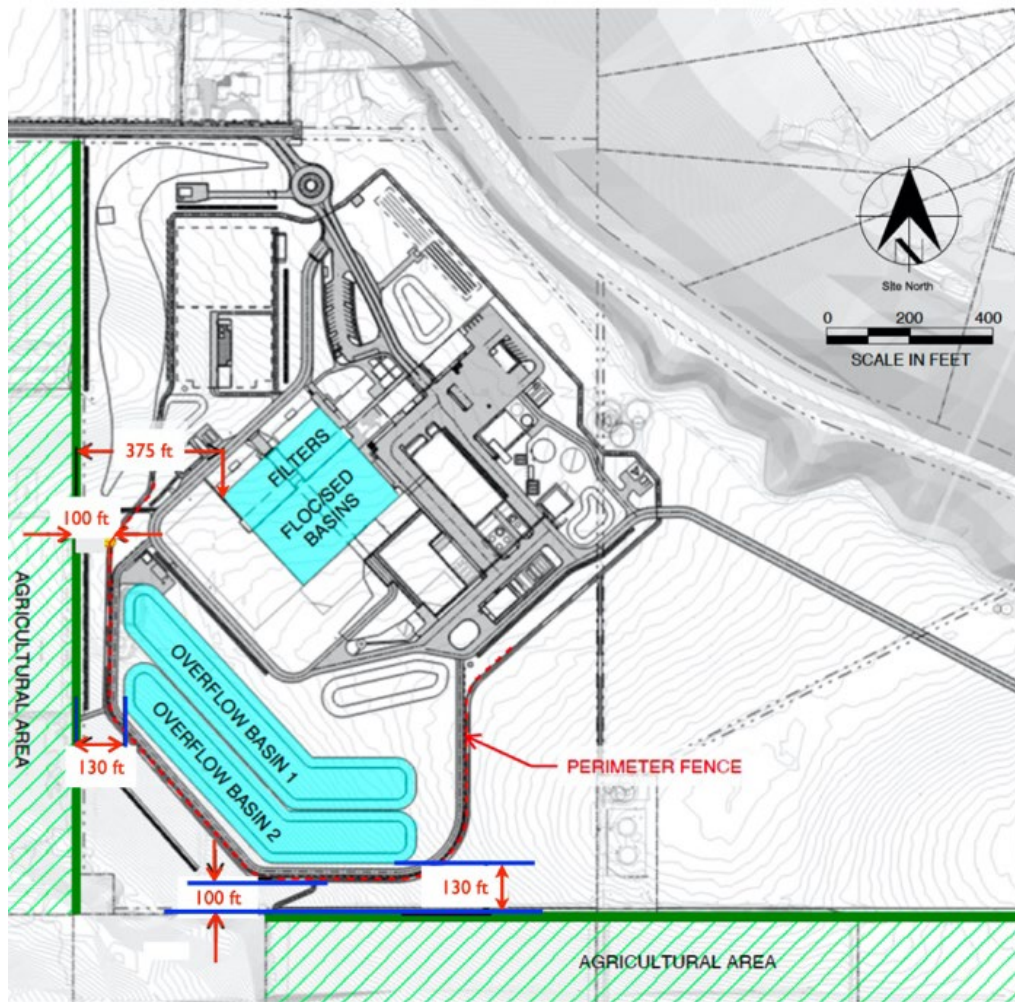 Site North
0 200 400
SCALE IN FEET
375 ft
FILTERS
FLOC/SED
BASINS
100 ft
AGRICULTURAL AREA
OVERFLOW BASIN 1
OVERFLOW BASIN 2
130 ft
PERIMETER FENCE
100 ft
130 ft
AGRICULTURAL AREA